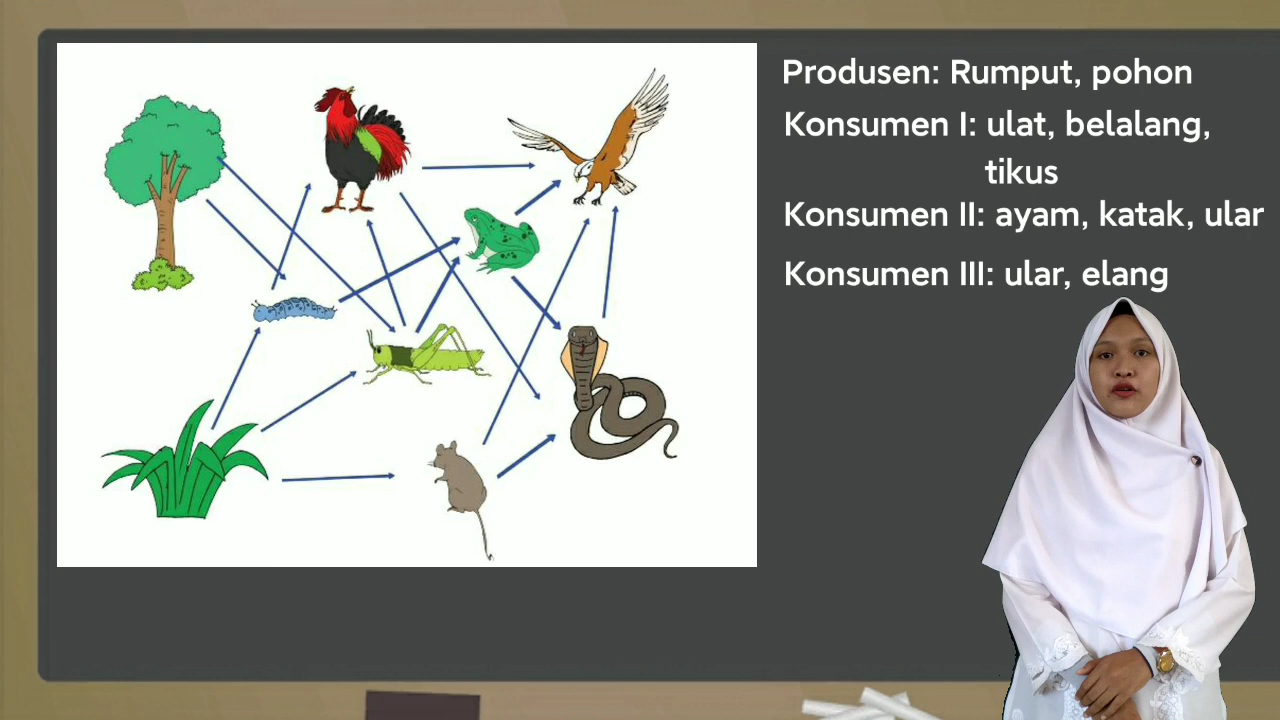 Produsen: Rumput, pohon
Konsumen I: ulat, belalang,
tikus
Konsumen II: ayam, katak, ular
Konsumen III: ular, elang